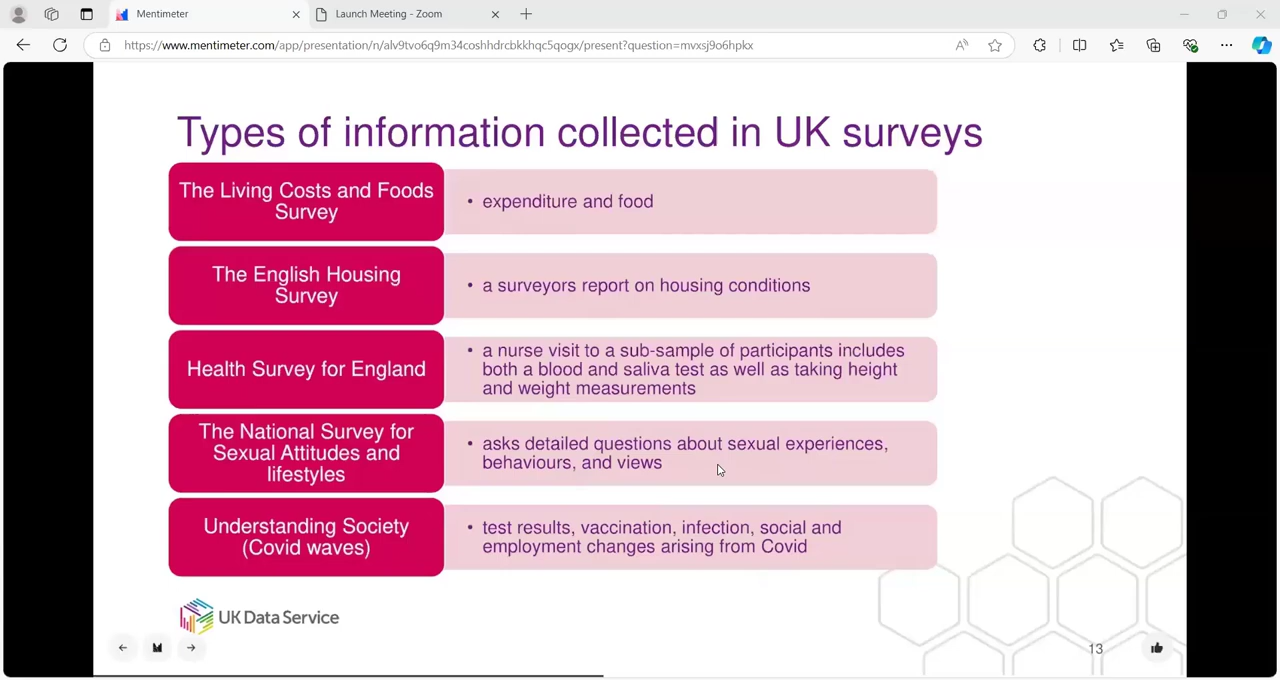 Mentimeter
Launch Meeting - Zoom
https://www.mentimeter.com/app/presentation/n/alv9tvo6q9m34coshhdrcbkkhqc5qogx/present?question=mvxsj9o6hpkx
Types of information collected in UK surveys
The Living Costs and Foods
Survey
• expenditure and food
The English Housing
Survey
• a surveyors report on housing conditions
Health Survey for England
• a nurse visit to a sub-sample of participants includes
both a blood and saliva test as well as taking height
and weight measurements
The National Survey for
Sexual Attitudes and
lifestyles
• asks detailed questions about sexual experiences,
behaviours, and views
Understanding Society
(Covid waves)
• test results, vaccination, infection, social and
employment changes arising from Covid
UK Data Service
13